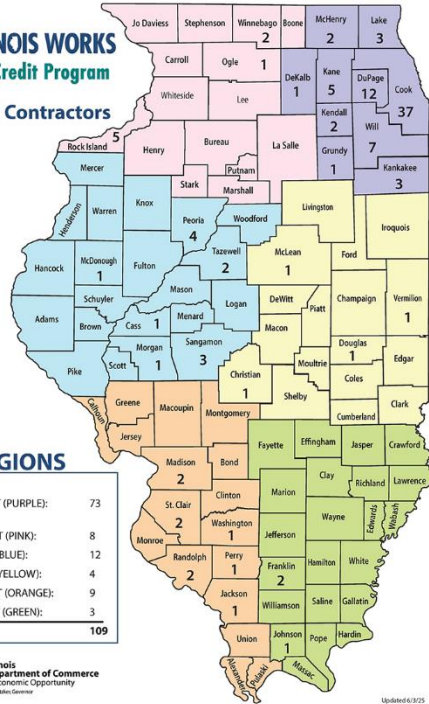 NOIS WORKS
Credit Program
Contractors
Jo Daviess
Stephenson
Winnebago
2
Boone
McHenry
2
Lake
3
Carroll
Ogle
1
DeKalb
1
Kane
5
DuPage
12
Cook
37
Whiteside
Lee
Kendall
2
Will
7
5
Rock Island
Henry
Bureau
La Salle
Grundy
1
Kankakee
3
Mercer
Putnam
Stark
Marshall
Knox
Henderson
Warren
Peoria
4
Woodford
Livingston
Iroquois
Hancock
McDonough
1
Fulton
Tazewell
2
McLean
1
Ford
Mason
Schuyler
Logan
DeWitt
Champaign
Vermilion
1
Adams
Brown
Cass
1
Menard
Piatt
Macon
Pike
Scott
Morgan
1
Sangamon
3
Douglas
1
Edgar
Christian
1
Moultrie
Coles
Shelby
Clark
Cumberland
Calhoun
Greene
Macoupin
Montgomery
Jersey
Fayette
Effingham
Jasper
Crawford
Madison
2
Bond
Clay
Richland
Lawrence
Clinton
Marion
St. Clair
2
Wayne
Edwards
Wabash
Monroe
Washington
1
Jefferson
Randolph
2
Perry
1
Franklin
2
Hamilton
White
Jackson
1
Williamson
Saline
Gallatin
Union
Johnson
1
Pope
Hardin
Alexander
Pulaski
Massac
GIONS
(PURPLE): 73
(PINK): 8
BLUE): 12
YELLOW): 4
(ORANGE): 9
(GREEN): 3
109
nois
partment of Commerce
conomic Opportunity
Updated 6/3/25